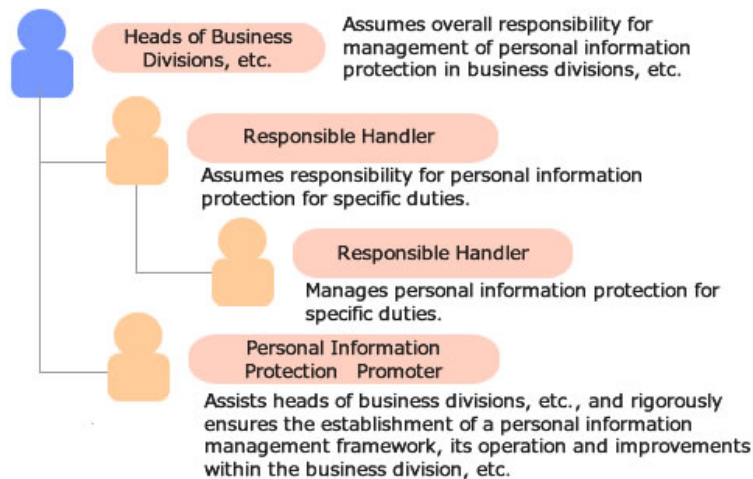 Heads of Business
Divisions, etc.
Assumes overall responsibility for
management of personal information
protection in business divisions, etc.
Responsible Handler
Assumes responsibility for personal information
protection for specific duties.
Responsible Handler
Manages personal information protection for
specific duties.
Personal Information
Protection Promoter
Assists heads of business divisions, etc., and rigorously
ensures the establishment of a personal information
management framework, its operation and improvements
within the business division, etc.